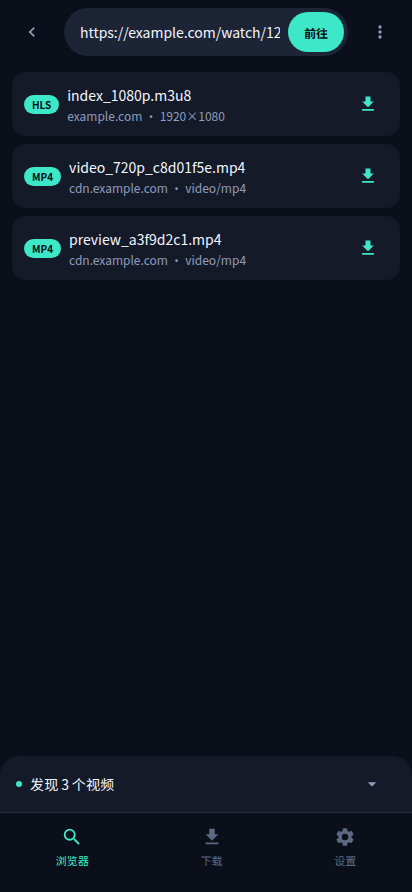 https://example.com/watch/12
前往
index_1080p.m3u8
HLS
example.com • 1920×1080
video_720p_c8d01f5e.mp4
MP4
cdn.example.com • video/mp4
preview_a3f9d2c1.mp4
MP4
cdn.example.com • video/mp4
发现 3 个视频
浏览器
下载
设置